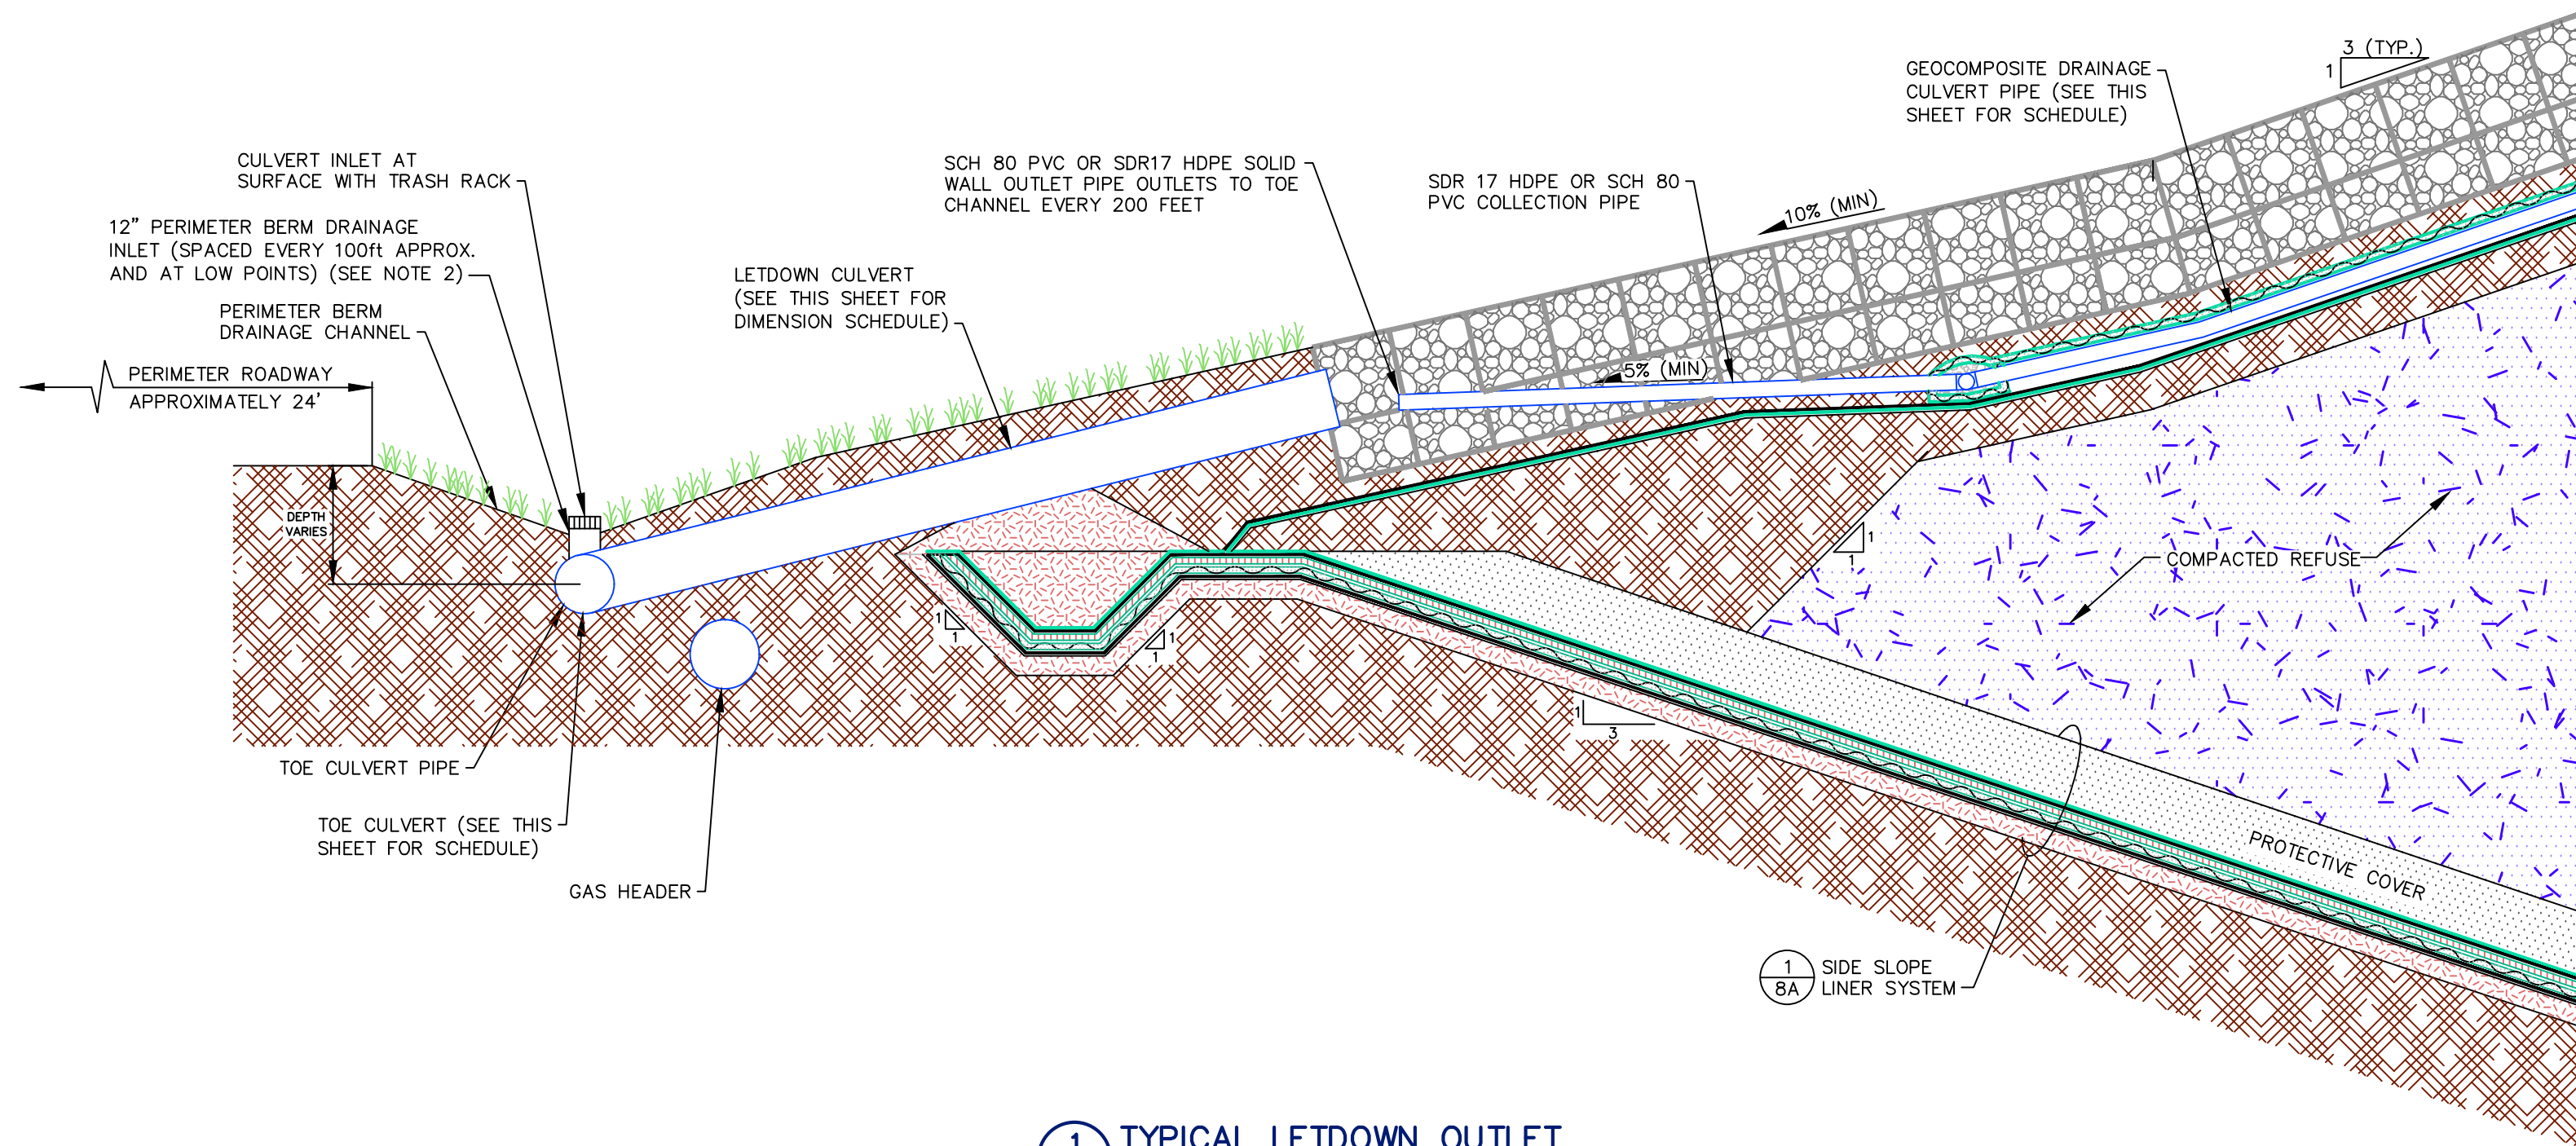 3 (TYP.)
1
GEOCOMPOSITE DRAINAGE
CULVERT PIPE (SEE THIS
SHEET FOR SCHEDULE)
CULVERT INLET AT
SURFACE WITH TRASH RACK
SCH 80 PVC OR SDR17 HDPE SOLID
WALL OUTLET PIPE OUTLETS TO TOE
CHANNEL EVERY 200 FEET
SDR 17 HDPE OR SCH 80
PVC COLLECTION PIPE
10% (MIN)
12” PERIMETER BERM DRAINAGE
INLET (SPACED EVERY 100ft APPROX.
AND AT LOW POINTS) (SEE NOTE 2)
LETDOWN CULVERT
(SEE THIS SHEET FOR
DIMENSION SCHEDULE)
PERIMETER BERM
DRAINAGE CHANNEL
PERIMETER ROADWAY
APPROXIMATELY 24'
5% (MIN)
DEPTH
VARIES
1
1
COMPACTED REFUSE
1
1
1
1
1
3
TOE CULVERT PIPE
TOE CULVERT (SEE THIS
SHEET FOR SCHEDULE)
GAS HEADER
PROTECTIVE COVER
1
8A
SIDE SLOPE
LINER SYSTEM
1
TYPICAL LETDOWN OUTLET